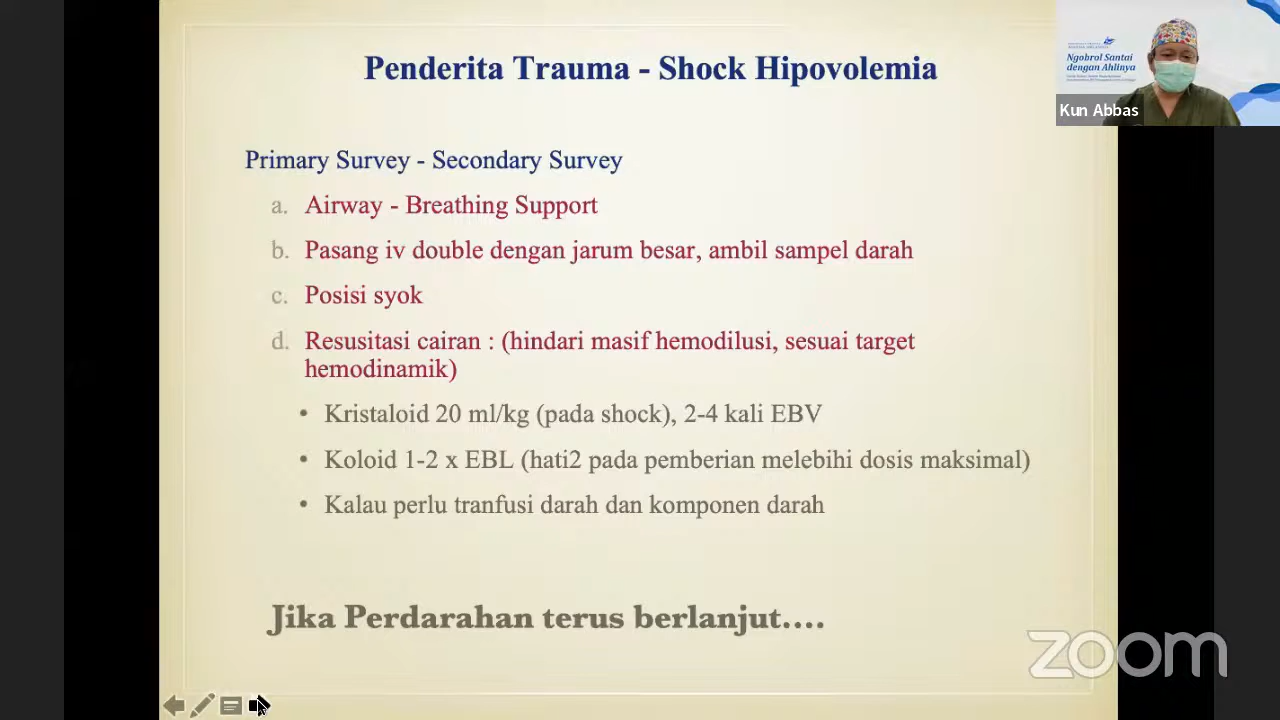 Penderita Trauma - Shock Hipovolemia
Ngobrol Santai
dengan Ahlinya
Kun Abbas
Primary Survey - Secondary Survey
a. Airway - Breathing Support
b. Pasang iv double dengan jarum besar, ambil sampel darah
c. Posisi syok
d. Resusitasi cairan : (hindari masif hemodilusi, sesuai target
hemodinamik)
• Kristaloid 20 ml/kg (pada shock), 2-4 kali EBV
• Koloid 1-2 x EBL (hati2 pada pemberian melebihi dosis maksimal)
• Kalau perlu tranfusi darah dan komponen darah
Jika Perdarahan terus berlanjut....
zoom